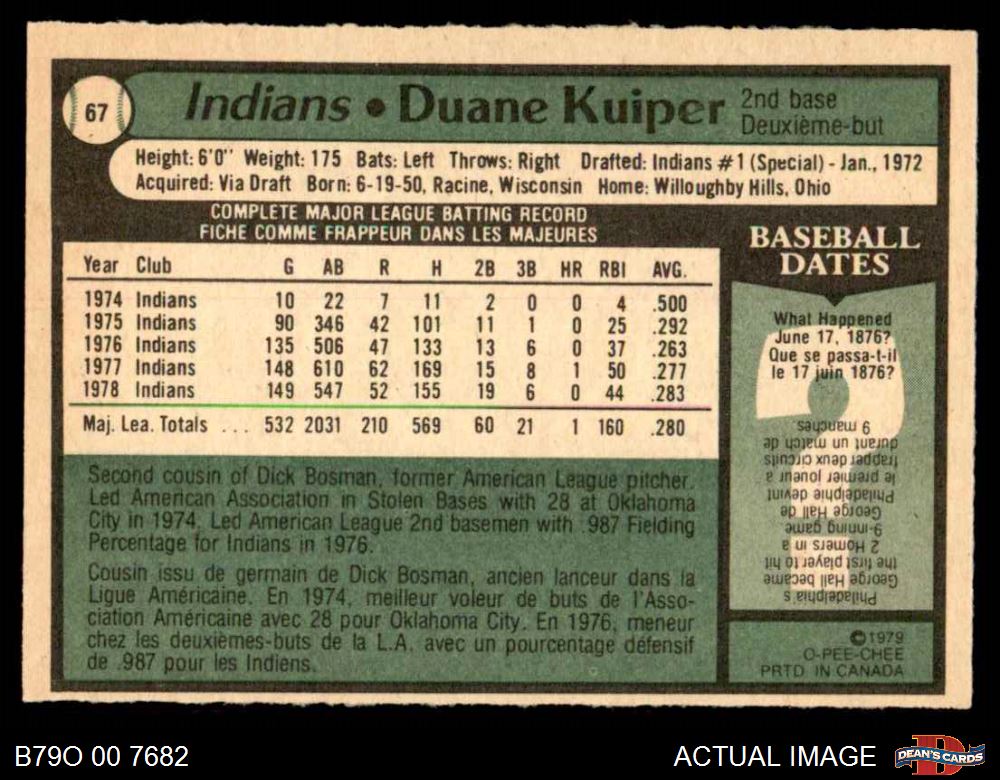 67
Indians • Duane Kuiper
2nd base
Deuxième-but
Height: 6'0" Weight: 175 Bats: Left Throws: Right Drafted: Indians #1 (Special) - Jan., 1972
Acquired: Via Draft Born: 6-19-50, Racine, Wisconsin Home: Willoughby Hills, Ohio
COMPLETE MAJOR LEAGUE BATTING RECORD
FICHE COMME FRAPPEUR DANS LES MAJEURES
Year Club G AB R H 2B 3B HR RBI AVG.
1974 Indians 10 22 7 11 2 0 0 4 .500
1975 Indians 90 346 42 101 11 1 0 25 .292
1976 Indians 135 506 47 133 13 6 0 37 .263
1977 Indians 148 610 62 169 15 8 1 50 .277
1978 Indians 149 547 52 155 19 6 0 44 .283
Maj. Lea. Totals ... 532 2031 210 569 60 21 1 160 .280
Second cousin of Dick Bosman, former American League pitcher.
Led American Association in Stolen Bases with 28 at Oklahoma
City in 1974. Led American League 2nd basemen with .987 Fielding
Percentage for Indians in 1976.
Cousin issu de germain de Dick Bosman, ancien lanceur dans la
Ligue Américaine. En 1974, meilleur voleur de buts de l'Asso-
ciation Américaine avec 28 pour Oklahoma City. En 1976, meneur
chez les deuxièmes-buts de la L.A. avec un pourcentage défensif
de .987 pour les Indiens.
BASEBALL
DATES
What Happened
June 17, 1876?
Que se passa-t-il
le 17 juin 1876?
Philadelphia's
George Hall became
the first player to hit
2 Homers in a
9-inning game.
George Hall de
Philadelphie devint
le premier joueur à
frapper deux circuits
durant un match de
9 manches
©1979
O-PEE-CHEE
PRTD IN CANADA
B79O 00 7682
ACTUAL IMAGE
DEAN'S CARDS